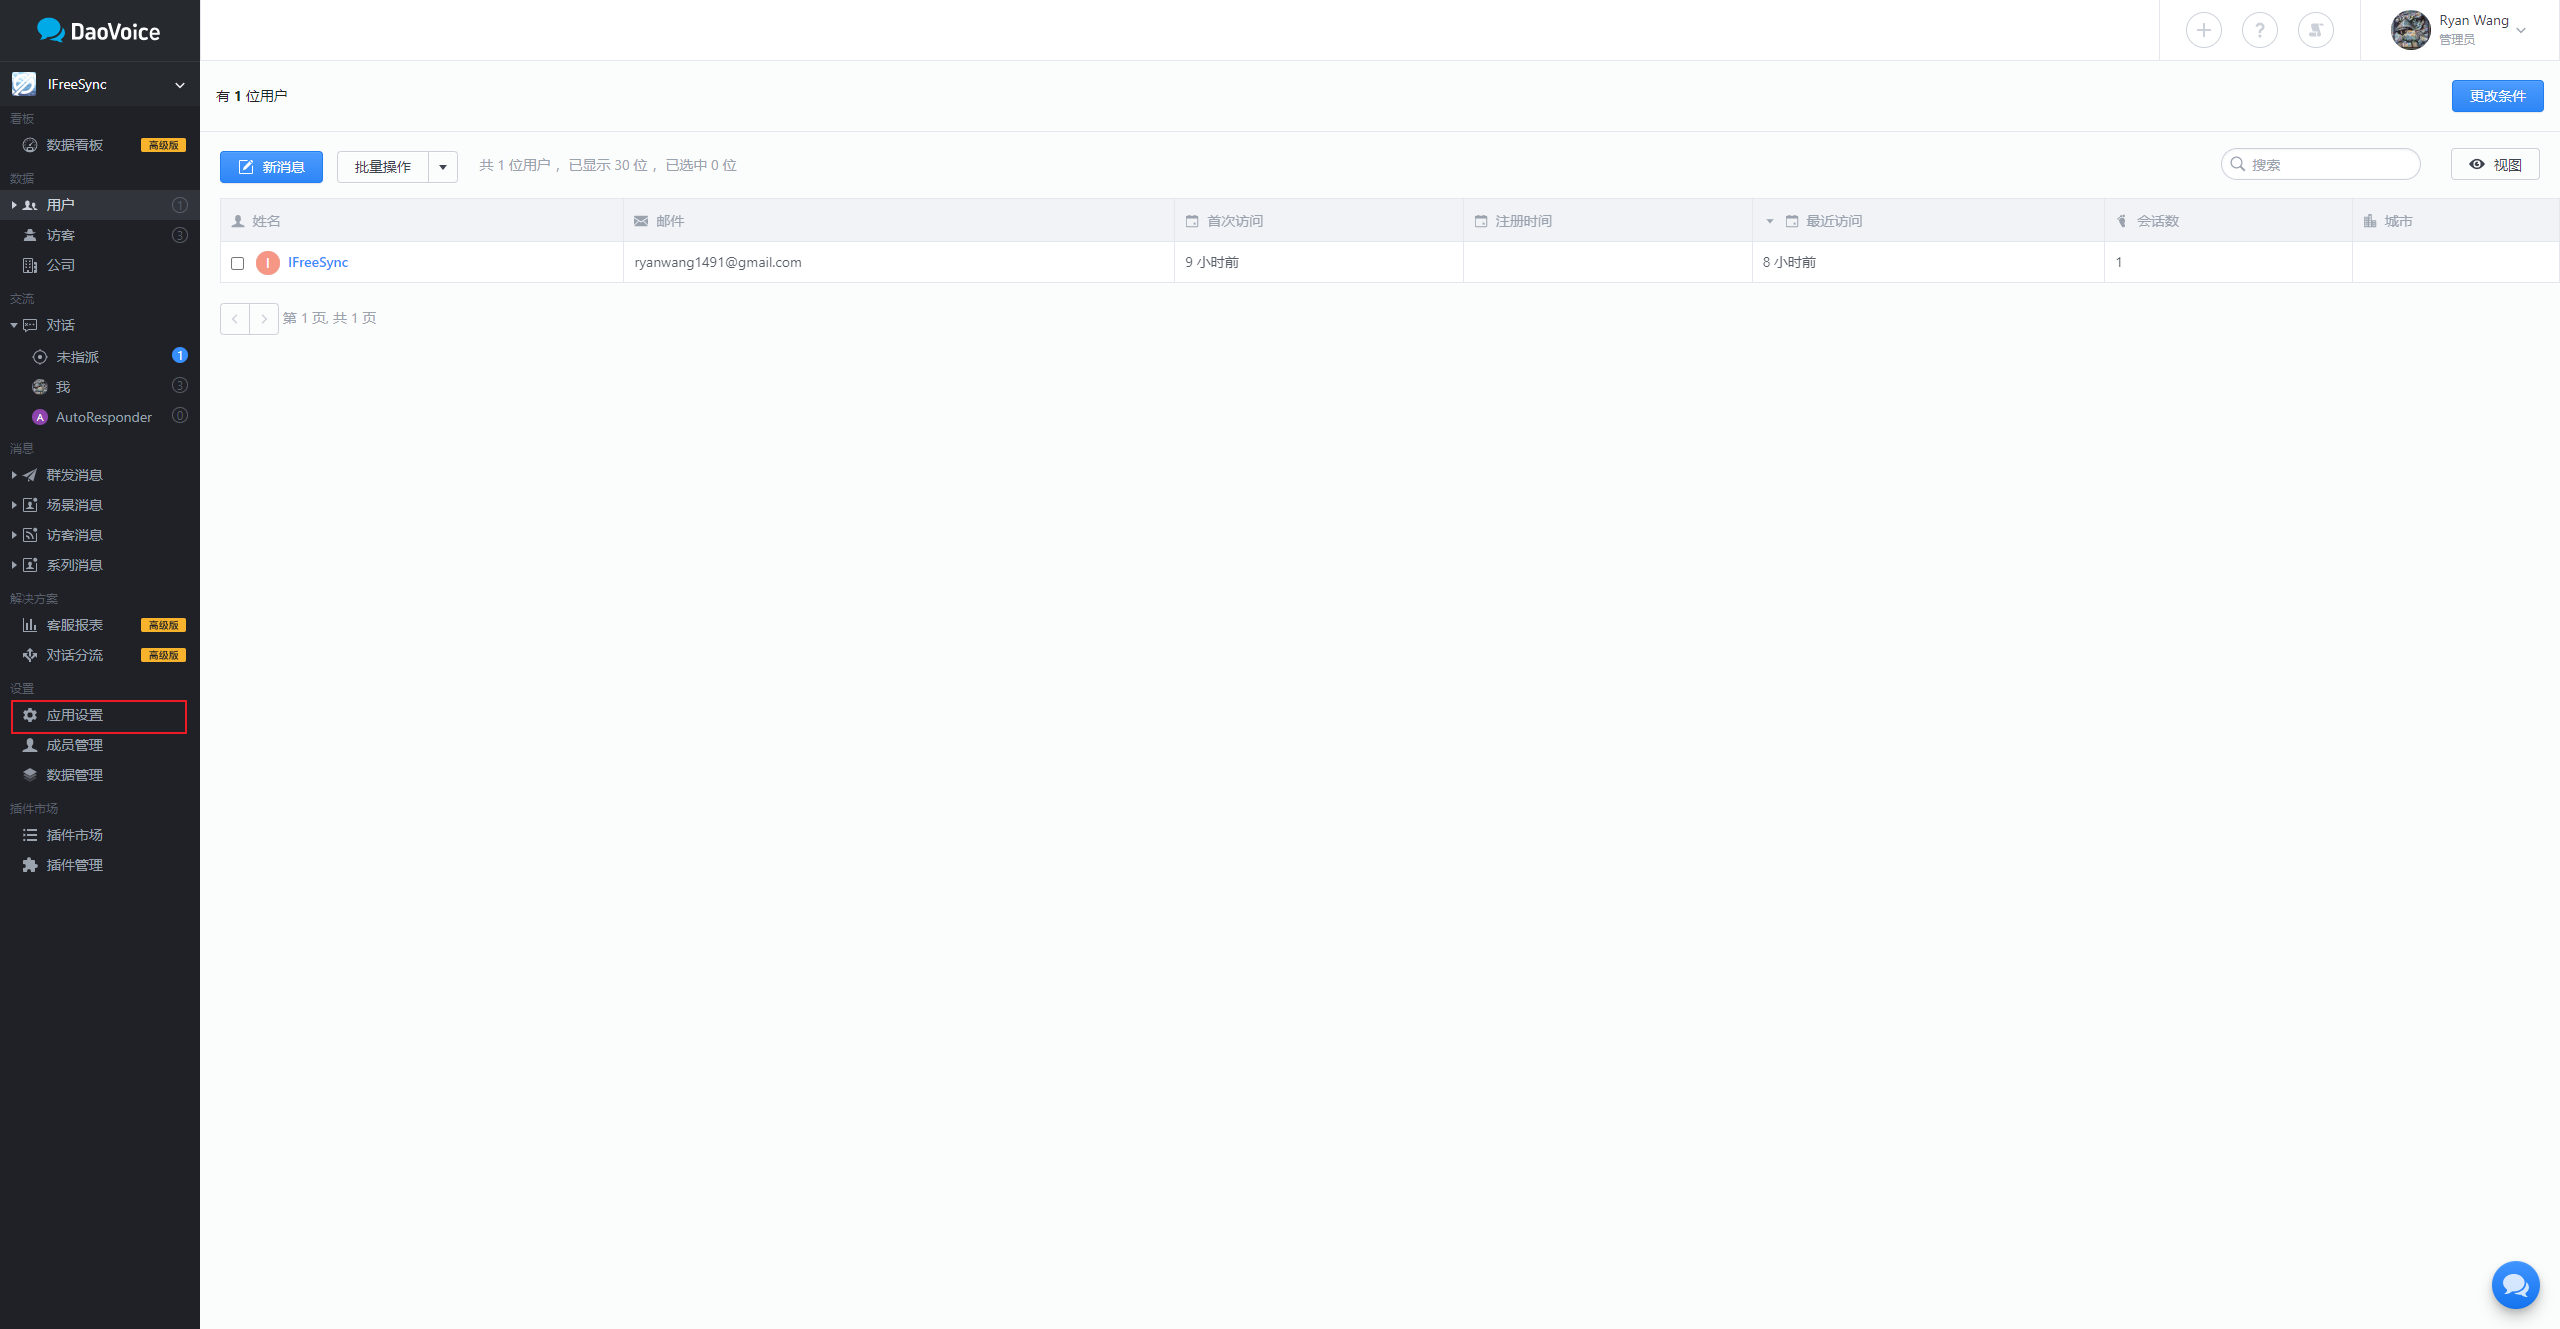 DaoVoice
Ryan Wang
管理员
IFreeSync
看板
数据看板 高级版
数据
用户 1
访客 3
公司
交流
对话
未指派 1
我 3
A AutoResponder 0
消息
群发消息
场景消息
访客消息
系列消息
解决方案
客服报表 高级版
对话分流 高级版
设置
应用设置
成员管理
数据管理
插件市场
插件市场
插件管理
有 1 位用户
更改条件
新消息 批量操作 共 1 位用户 ，已显示 30 位 ，已选中 0 位 搜索 视图
姓名 邮件 首次访问 注册时间 最近访问 会话数 城市
I IFreeSync ryanwang1491@gmail.com 9 小时前 8 小时前 1
第 1 页, 共 1 页